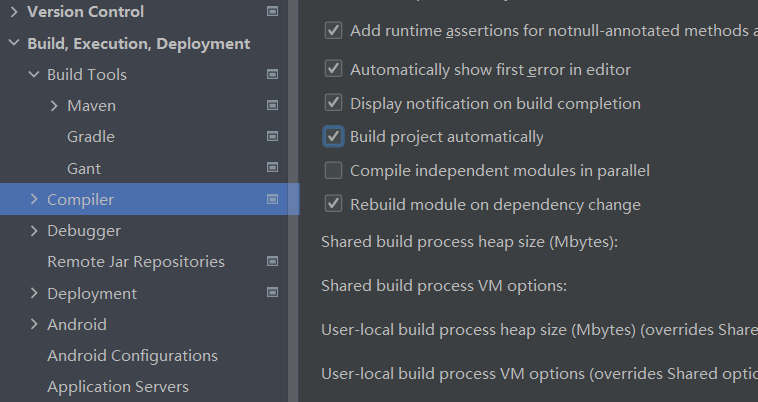 Version Control
Build, Execution, Deployment
Build Tools
Maven
Gradle
Gant
Compiler
Debugger
Remote Jar Repositories
Deployment
Android
Android Configurations
Application Servers
Add runtime assertions for notnull-annotated methods a
Automatically show first error in editor
Display notification on build completion
Build project automatically
Compile independent modules in parallel
Rebuild module on dependency change
Shared build process heap size (Mbytes):
Shared build process VM options:
User-local build process heap size (Mbytes) (overrides Share
User-local build process VM options (overrides Shared optio